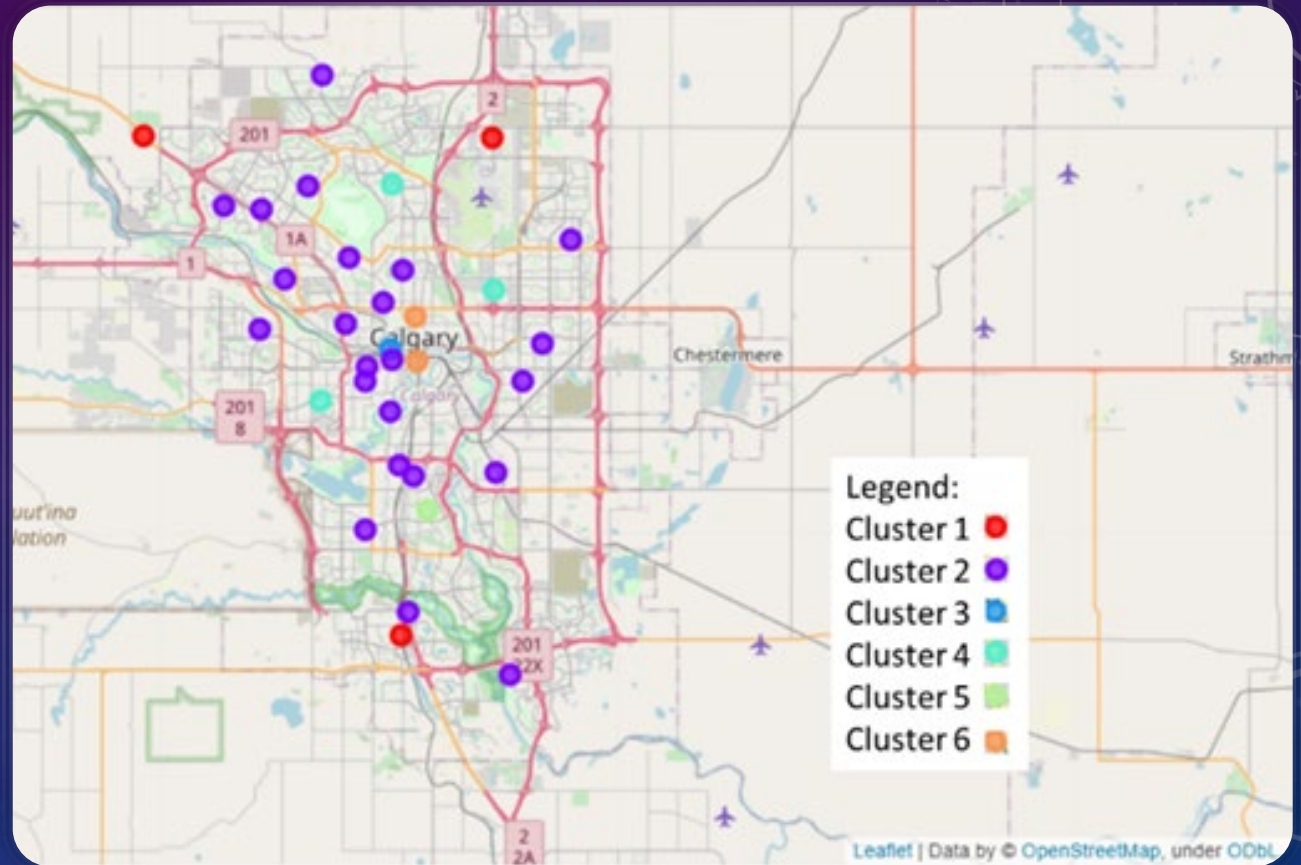 2
201
1A
1
Calgary
Chestermere
Strathm
Calgary
201
8
uut'ina
lation
Legend:
Cluster 1
Cluster 2
Cluster 3
Cluster 4
Cluster 5
Cluster 6
201
22X
2
2A
Leaflet | Data by © OpenStreetMap, under ODbL.